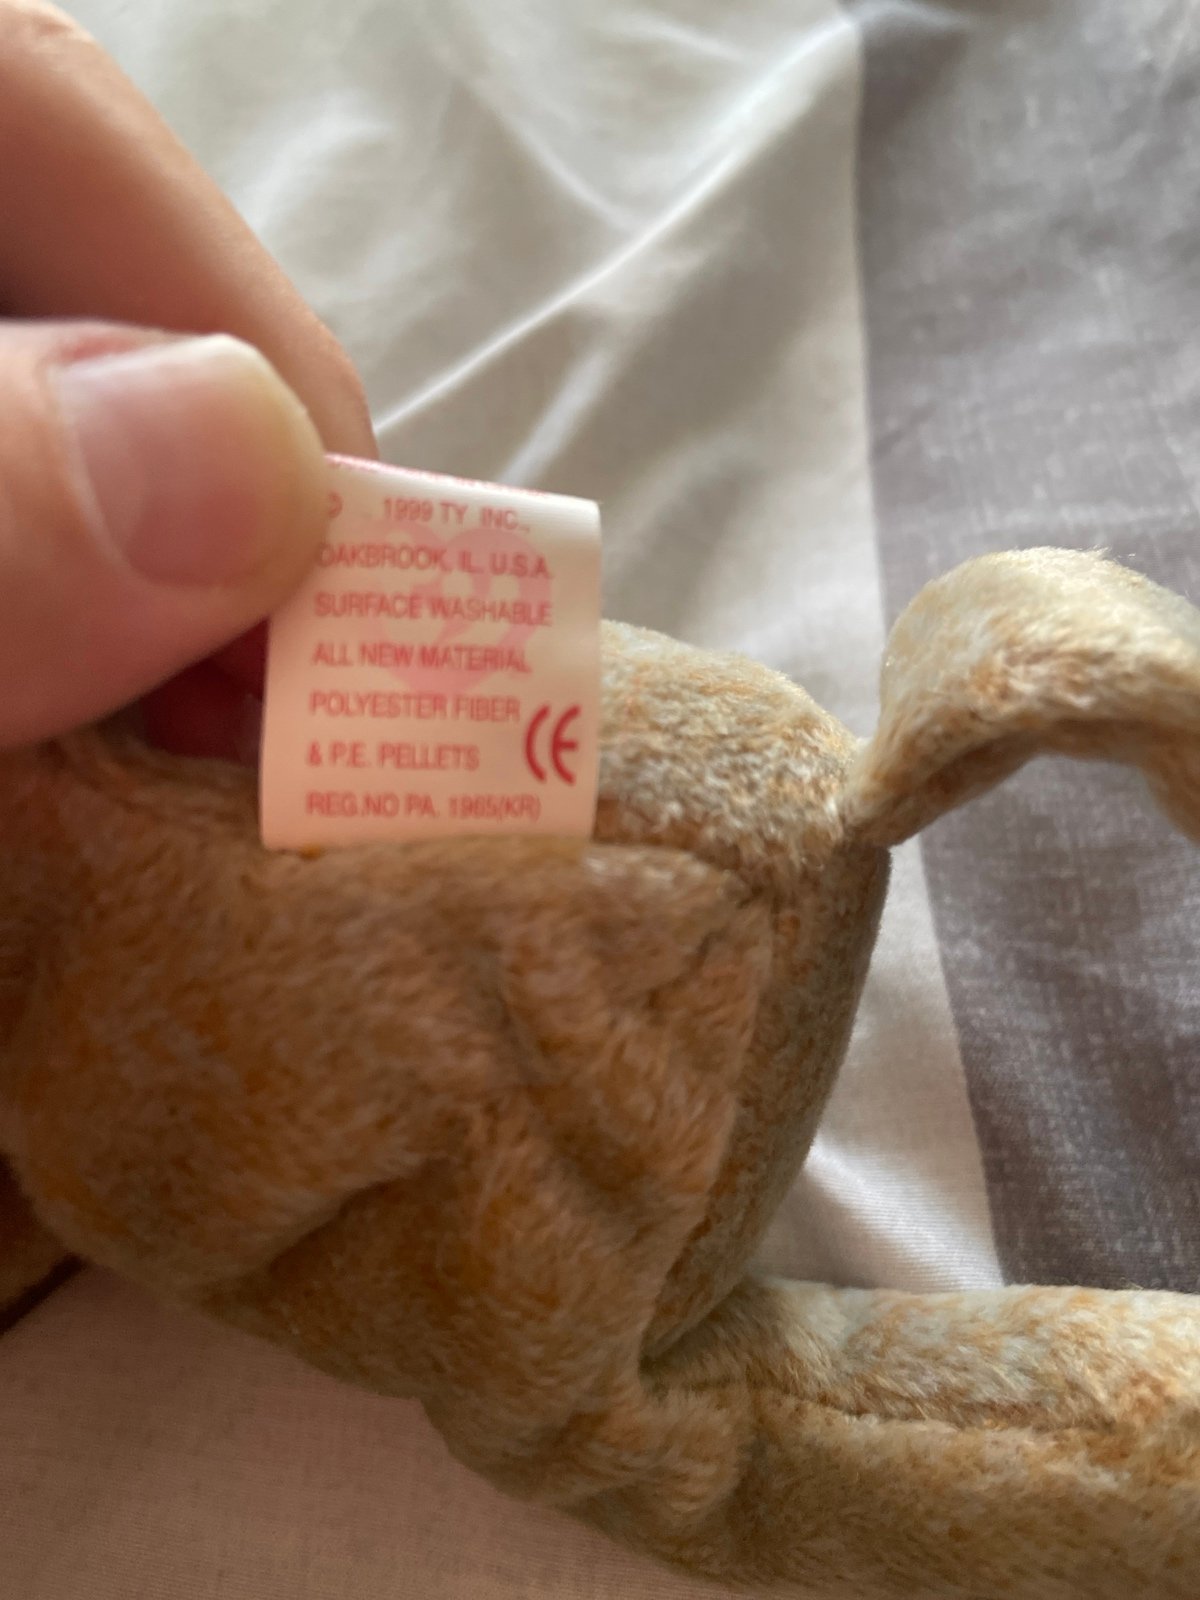 © 1999 TY INC.,
OAKBROOK, IL. U.S.A.
SURFACE WASHABLE
ALL NEW MATERIAL
POLYESTER FIBER
& P.E. PELLETS
CE
REG.NO PA. 1965(KR)